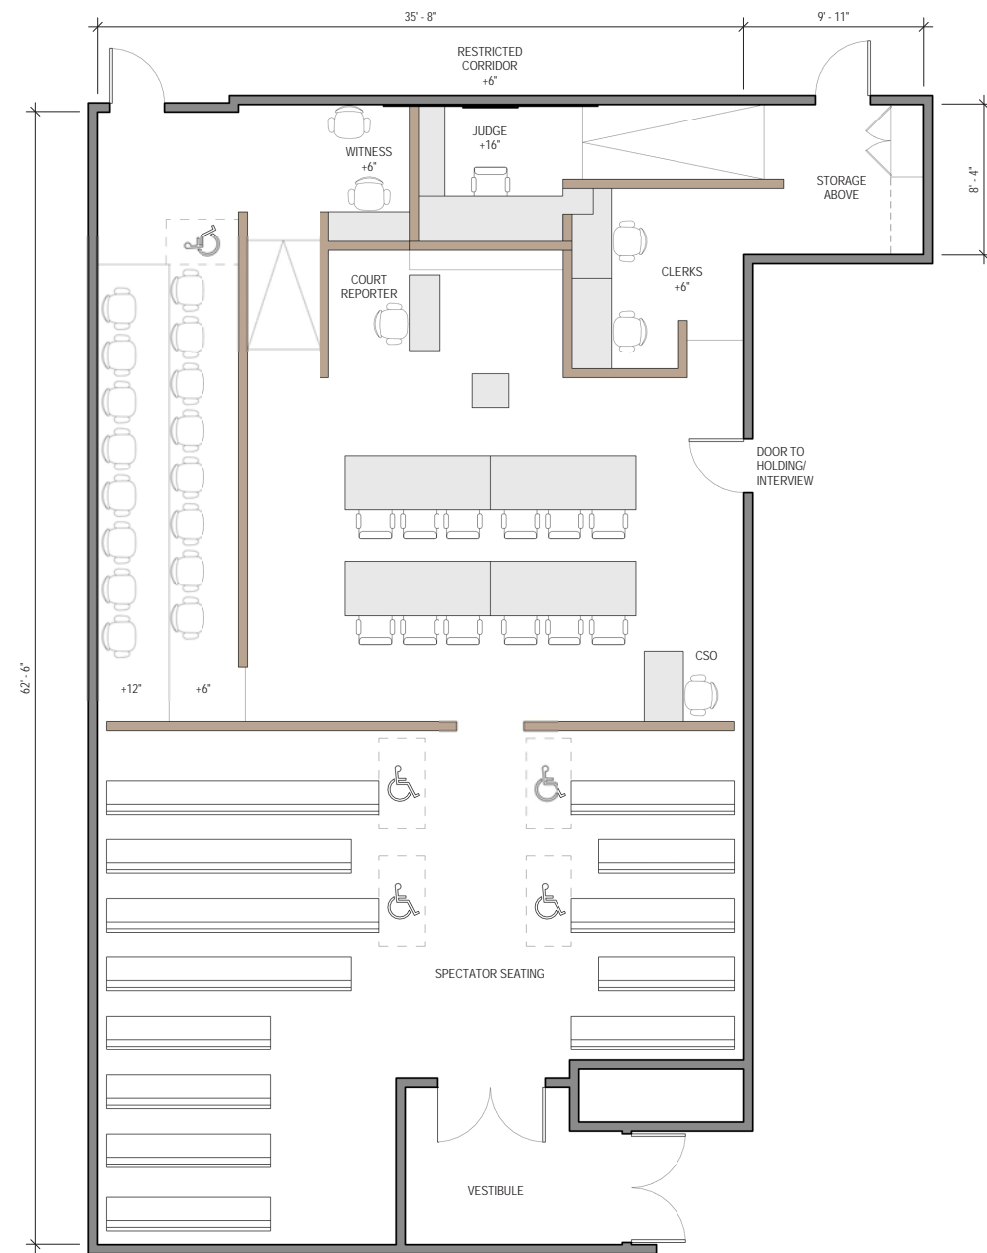 35' - 8"
9' - 11"
RESTRICTED
CORRIDOR
+6"
JUDGE
+16"
WITNESS
+6"
STORAGE
ABOVE
8' - 4"
CLERKS
+6"
COURT
REPORTER
DOOR TO
HOLDING/
INTERVIEW
62' - 6"
CSO
+12"
+6"
SPECTATOR SEATING
VESTIBULE